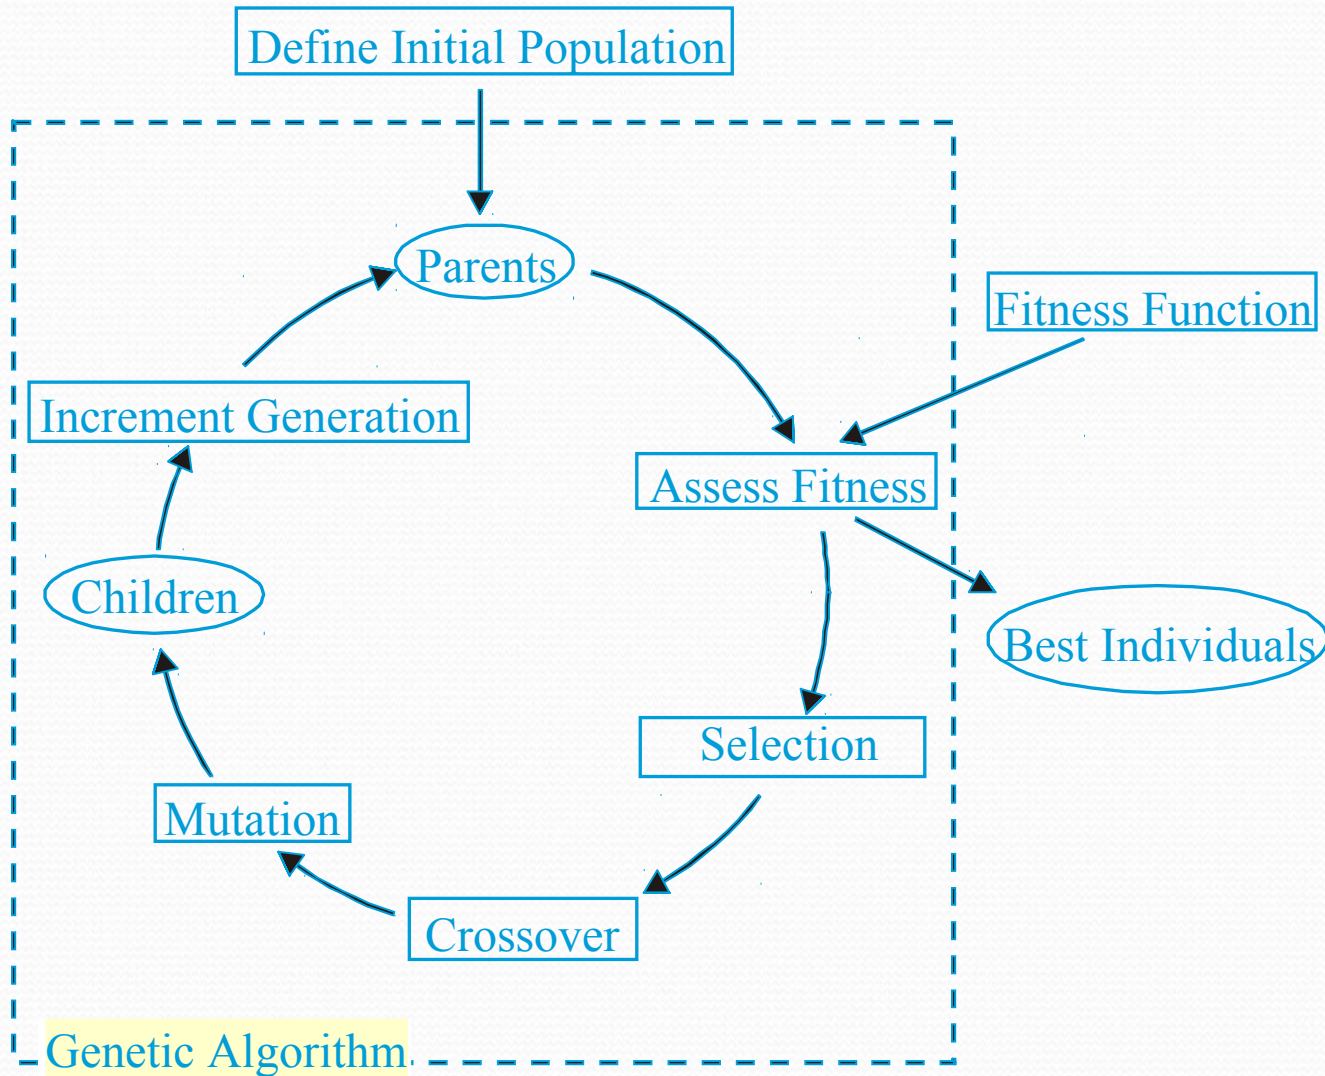 Define Initial Population
Parents
Fitness Function
Increment Generation
Assess Fitness
Children
Best Individuals
Selection
Mutation
Crossover
Genetic Algorithm